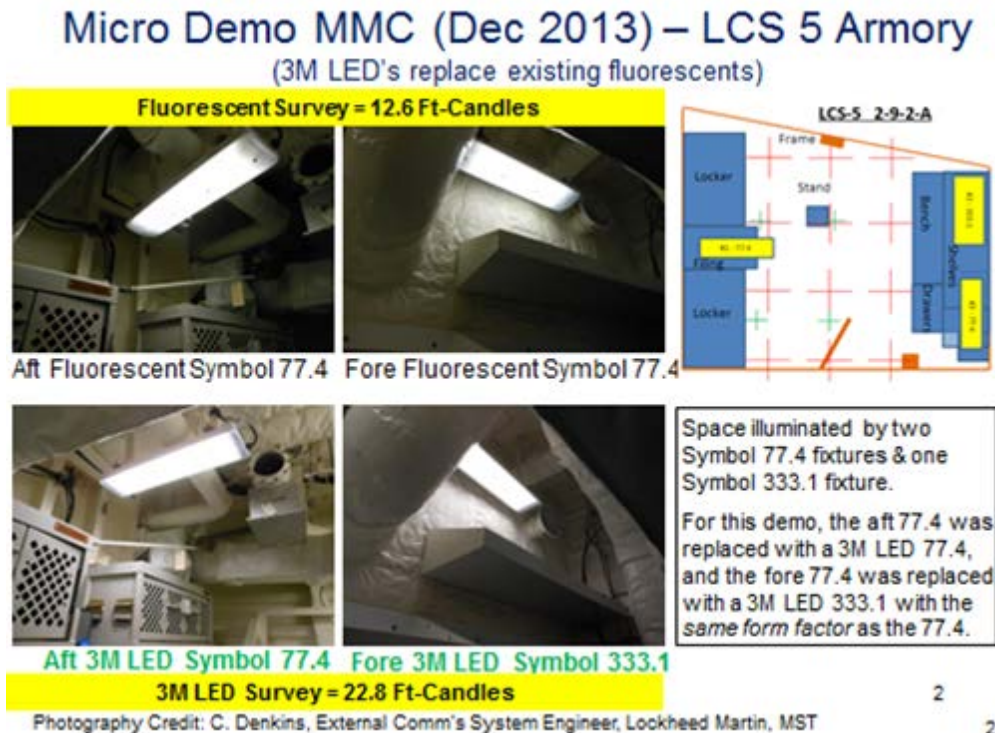 Micro Demo MMC (Dec 2013) – LCS 5 Armory
(3M LED's replace existing fluorescents)
Fluorescent Survey = 12.6 Ft-Candles
LCS-5 2-9-2-A
Frame
Locker
Stand
Bench
Shelves
Filing
Drawers
Locker
Aft Fluorescent Symbol 77.4
Fore Fluorescent Symbol 77.4
Space illuminated by two
Symbol 77.4 fixtures & one
Symbol 333.1 fixture.
For this demo, the aft 77.4 was
replaced with a 3M LED 77.4,
and the fore 77.4 was replaced
with a 3M LED 333.1 with the
same form factor as the 77.4.
Aft 3M LED Symbol 77.4
Fore 3M LED Symbol 333.1
3M LED Survey = 22.8 Ft-Candles
2
Photography Credit: C. Denkins, External Comm's System Engineer, Lockheed Martin, MST
2